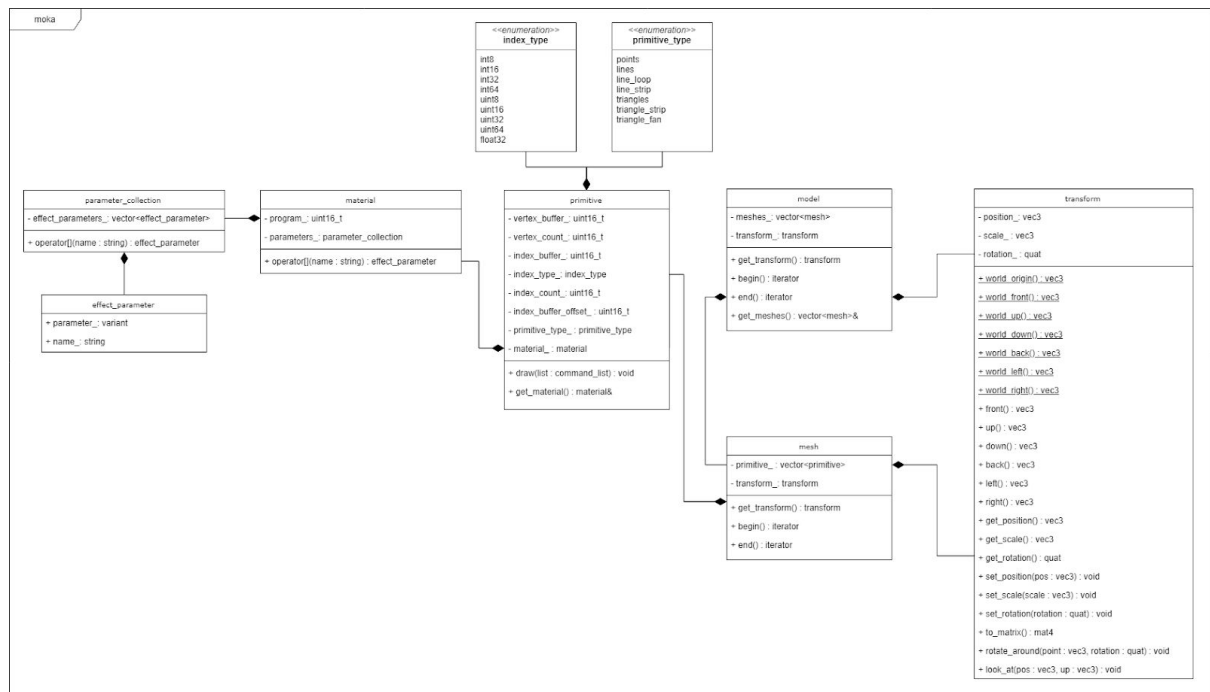 moka
<<enumeration>>
index_type
int8
int16
int32
int64
uint8
uint16
uint32
uint64
float32
<<enumeration>>
primitive_type
points
lines
line_loop
line_strip
triangles
triangle_strip
triangle_fan
parameter_collection
- effect_parameters_: vector<effect_parameter>
+ operator[](name : string) : effect_parameter
effect_parameter
+ parameter_: variant
+ name_: string
material
- program_: uint16_t
- parameters_: parameter_collection
+ operator[](name : string) : effect_parameter
primitive
- vertex_buffer_: uint16_t
- vertex_count_: uint16_t
- index_buffer_: uint16_t
- index_type_: index_type
- index_count_: uint16_t
- index_buffer_offset_: uint16_t
- primitive_type_: primitive_type
- material_: material
+ draw(list : command_list) : void
+ get_material() : material&
model
- meshes_: vector<mesh>
- transform_: transform
+ get_transform() : transform
+ begin() : iterator
+ end() : iterator
+ get_meshes() : vector<mesh>&
mesh
- primitive_ : vector<primitive>
- transform_: transform
+ get_transform() : transform
+ begin() : iterator
+ end() : iterator
transform
- position_: vec3
- scale_: vec3
- rotation_: quat
+ world_origin() : vec3
+ world_front() : vec3
+ world_up() : vec3
+ world_down() : vec3
+ world_back() : vec3
+ world_left() : vec3
+ world_right() : vec3
+ front() : vec3
+ up() : vec3
+ down() : vec3
+ back() : vec3
+ left() : vec3
+ right() : vec3
+ get_position() : vec3
+ get_scale() : vec3
+ get_rotation() : quat
+ set_position(pos : vec3) : void
+ set_scale(scale : vec3) : void
+ set_rotation(rotation : quat) : void
+ to_matrix() : mat4
+ rotate_around(point : vec3, rotation : quat) : void
+ look_at(pos : vec3, up : vec3) : void